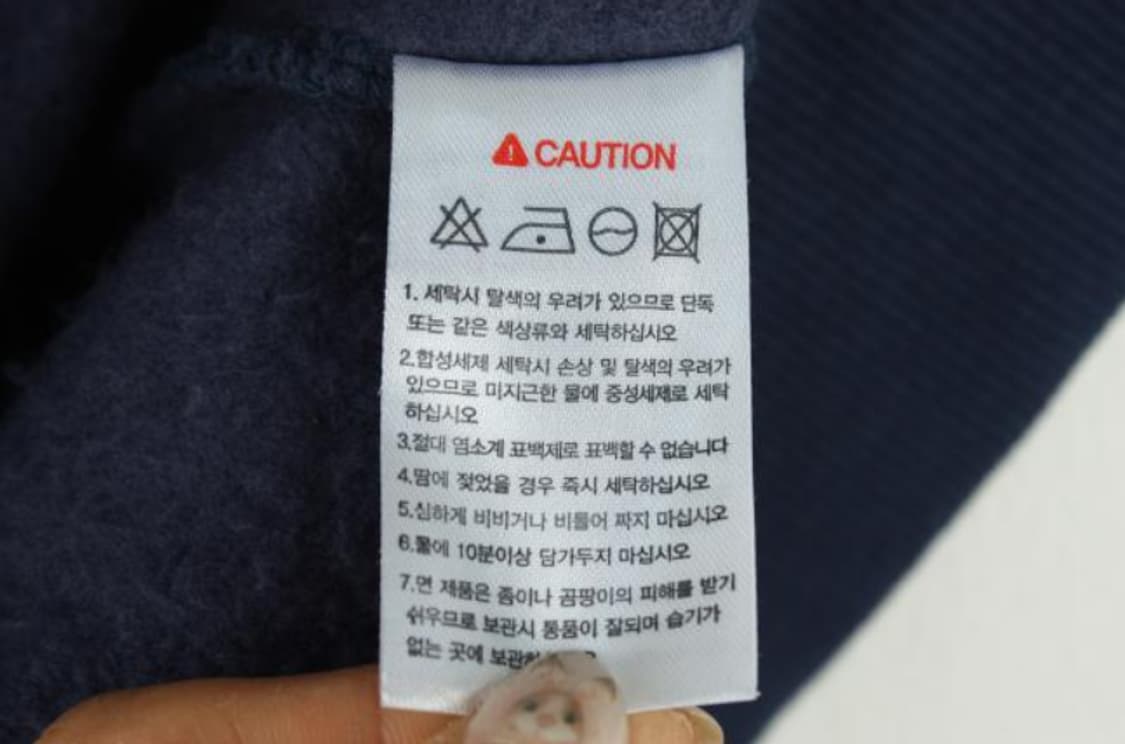 CAUTION
1. 세탁시 탈색의 우려가 있으므로 단독
또는 같은 색상류와 세탁하십시오
2.합성세제 세탁시 손상 및 탈색의 우려가
있으므로 미지근한 물에 중성세제로 세탁
하십시오
3.절대 염소계 표백제로 표백할 수 없습니다
4.땀에 젖었을 경우 즉시 세탁하십시오
5.심하게 비비거나 비틀어 짜지 마십시오
6.물에 10분이상 담가두지 마십시오
7.면 제품은 좀이나 곰팡이의 피해를 받기
쉬우므로 보관시 통풍이 잘되며 습기가
없는 곳에